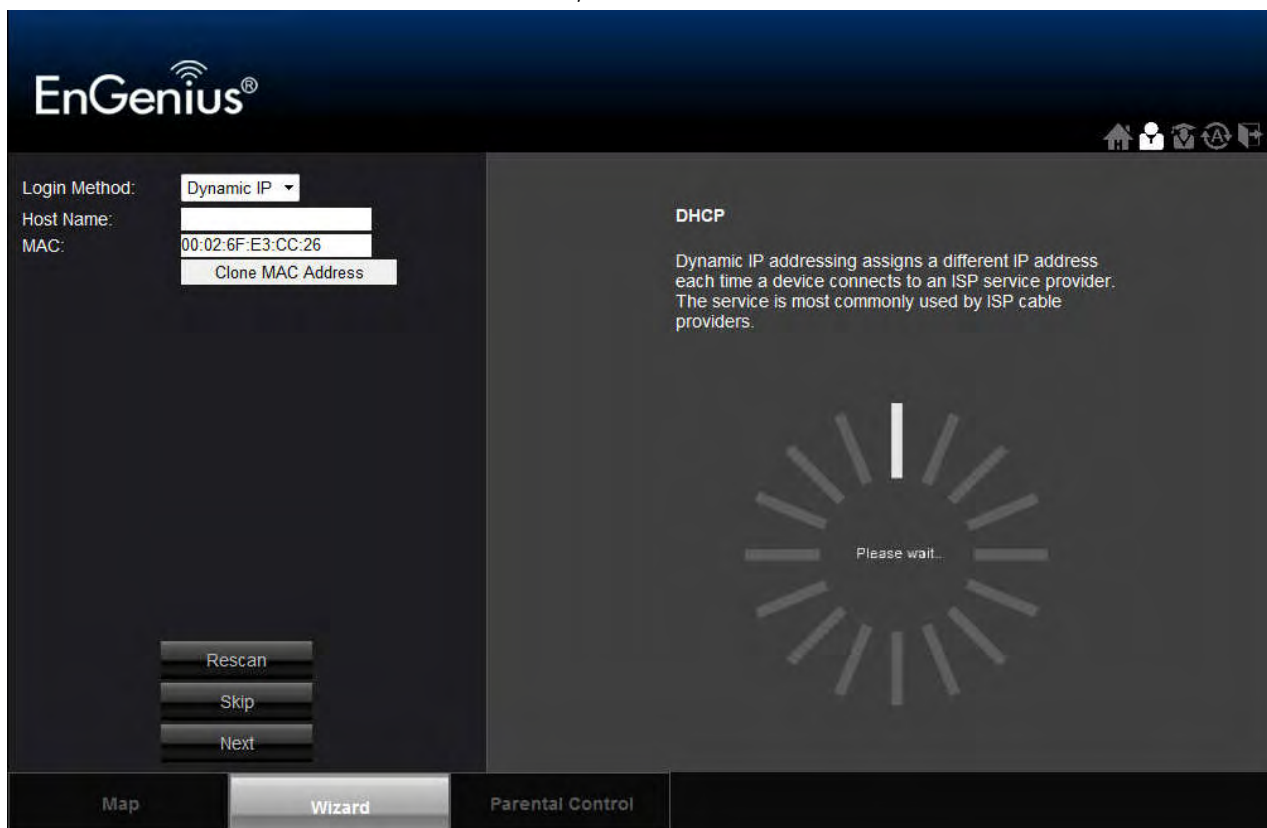 EnGenius®
Login Method: Dynamic IP
Host Name:
MAC: 00:02:6F:E3:CC:26
Clone MAC Address
DHCP
Dynamic IP addressing assigns a different IP address
each time a device connects to an ISP service provider.
The service is most commonly used by ISP cable
providers.
Please wait..
Rescan
Skip
Next
Map Wizard Parental Control